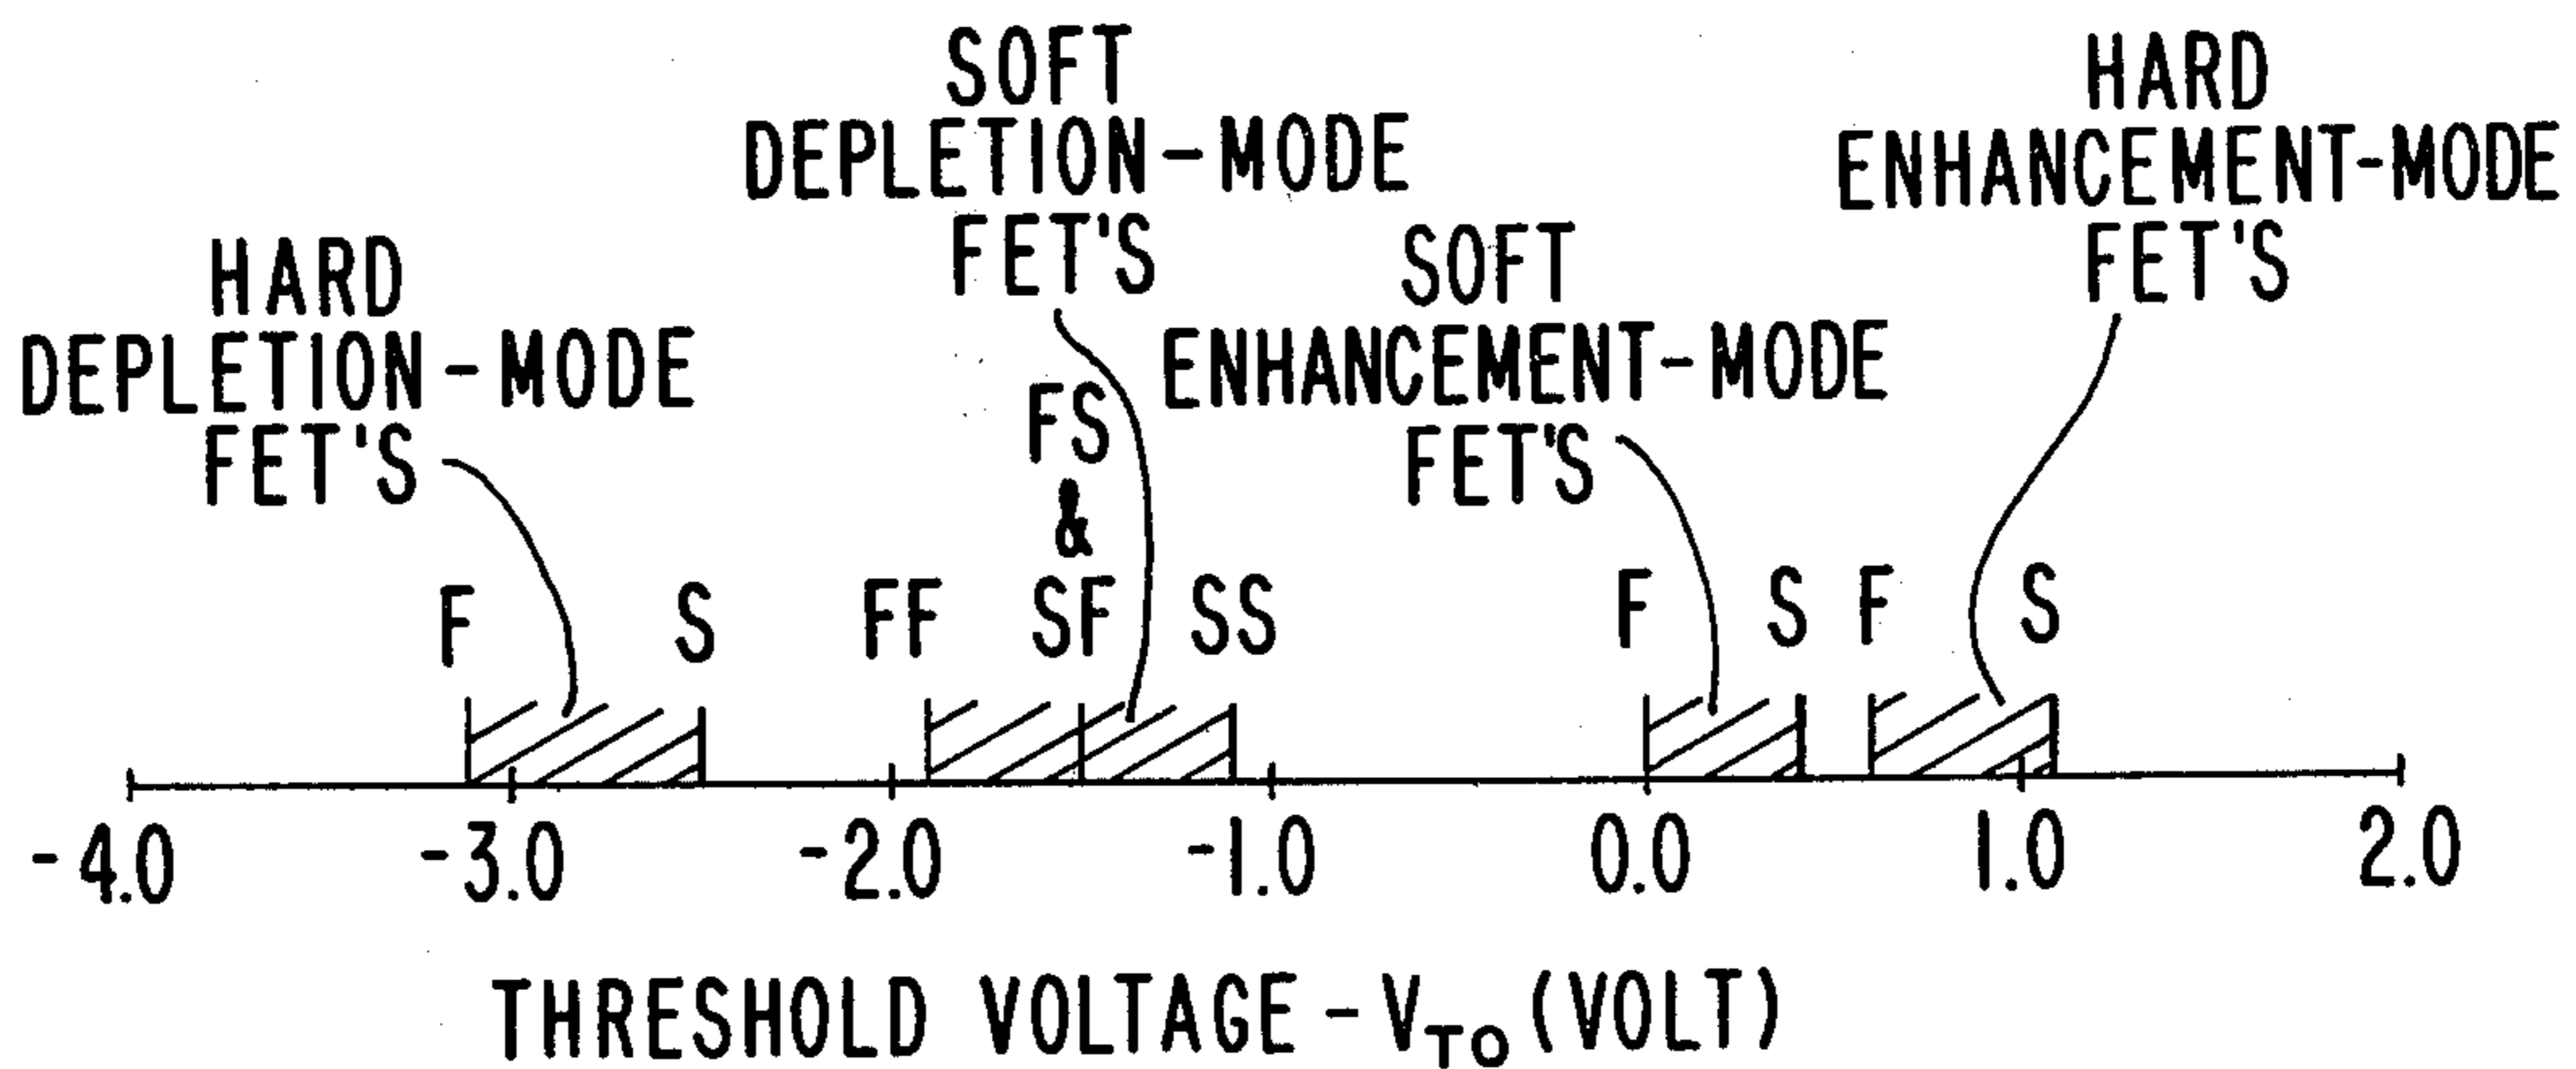 HARD
DEPLETION-MODE
FET'S
SOFT
DEPLETION-MODE
FET'S
SOFT
ENHANCEMENT-MODE
FET'S
HARD
ENHANCEMENT-MODE
FET'S
FS
&
F S FF SF SS F S F S
-4.0 -3.0 -2.0 -1.0 0.0 1.0 2.0
THRESHOLD VOLTAGE - VTO (VOLT)